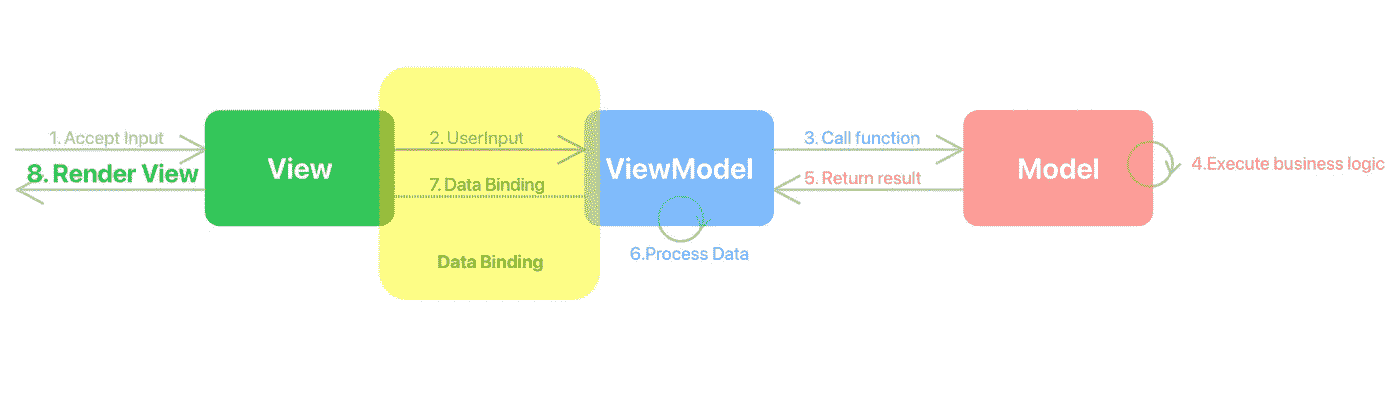 1. Accept Input
8. Render View
View
2. UserInput
7. Data Binding
Data Binding
ViewModel
6.Process Data
3. Call function
5. Return result
Model
4.Execute business logic